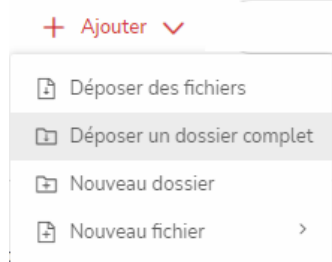 + Ajouter
Déposer des fichiers
Déposer un dossier complet
Nouveau dossier
Nouveau fichier >